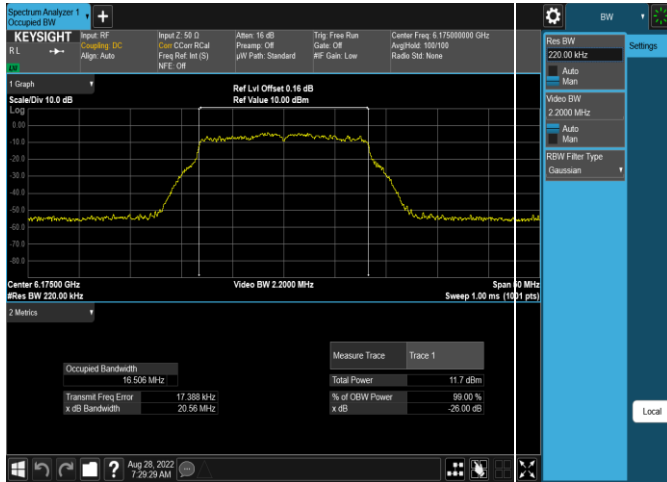 Spectrum Analyzer 1
Occupied BW
KEYSIGHT
RL
Input: RF
Coupling: DC
Align: Auto
Input Z: 50 Ω
Corr CCorr RCal
Freq Ref: Int (S)
NFE: Off
Atten: 16 dB
Preamp: Off
µW Path: Standard
Trig: Free Run
Gate: Off
#IF Gain: Low
Center Freq: 6.175000000 GHz
Avg|Hold: 100/100
Radio Std: None
1 Graph
Scale/Div 10.0 dB
Ref Lvl Offset 0.16 dB
Ref Value 10.00 dBm
Log
0.00
-10.0
-20.0
-30.0
-40.0
-50.0
-60.0
-70.0
-80.0
Center 6.17500 GHz
#Res BW 220.00 kHz
Video BW 2.2000 MHz
Span 50 MHz
Sweep 1.00 ms (1001 pts)
2 Metrics
Occupied Bandwidth
16.506 MHz
Transmit Freq Error 17.388 kHz
x dB Bandwidth 20.56 MHz
Measure Trace Trace 1
Total Power 11.7 dBm
% of OBW Power 99.00 %
x dB -26.00 dB
BW
Settings
Res BW
220.00 kHz
Auto
Man
Video BW
2.2000 MHz
Auto
Man
RBW Filter Type
Gaussian
Local
Aug 28, 2022
7:29:29 AM